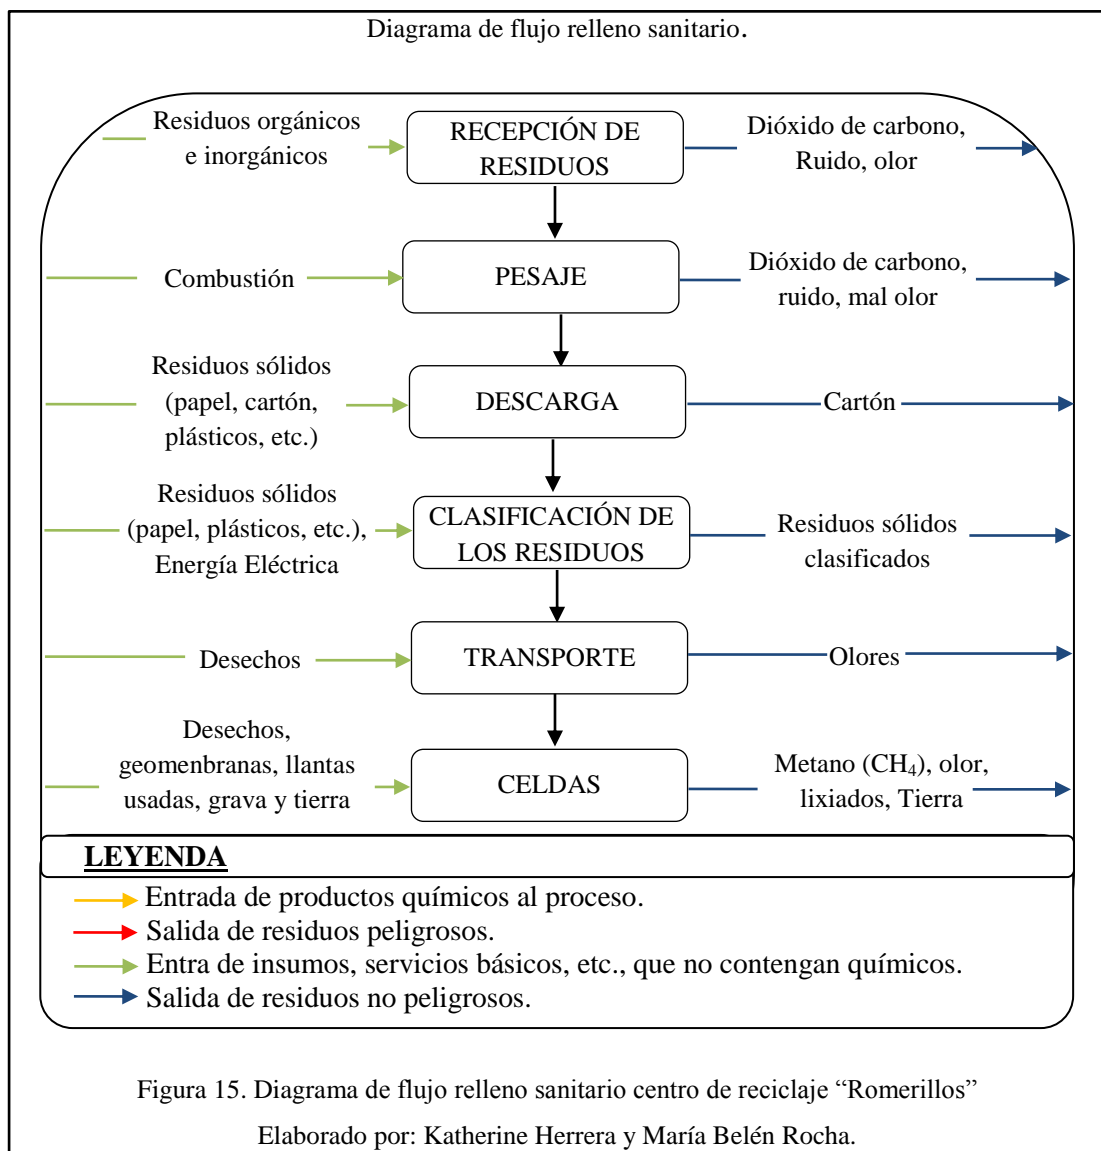 Diagrama de flujo relleno sanitario.
Residuos orgánicos
e inorgánicos
RECEPCIÓN DE
RESIDUOS
Dióxido de carbono,
Ruido, olor
Combustión
PESAJE
Dióxido de carbono,
ruido, mal olor
Residuos sólidos
(papel, cartón,
plásticos, etc.)
DESCARGA
Cartón
Residuos sólidos
(papel, plásticos, etc.),
Energía Eléctrica
CLASIFICACIÓN DE
LOS RESIDUOS
Residuos sólidos
clasificados
Desechos
TRANSPORTE
Olores
Desechos,
geomenbranas, llantas
usadas, grava y tierra
CELDAS
Metano (CH₄), olor,
lixiados, Tierra
LEYENDA
Entrada de productos químicos al proceso.
Salida de residuos peligrosos.
Entra de insumos, servicios básicos, etc., que no contengan químicos.
Salida de residuos no peligrosos.
Figura 15. Diagrama de flujo relleno sanitario centro de reciclaje “Romerillos”
Elaborado por: Katherine Herrera y María Belén Rocha.